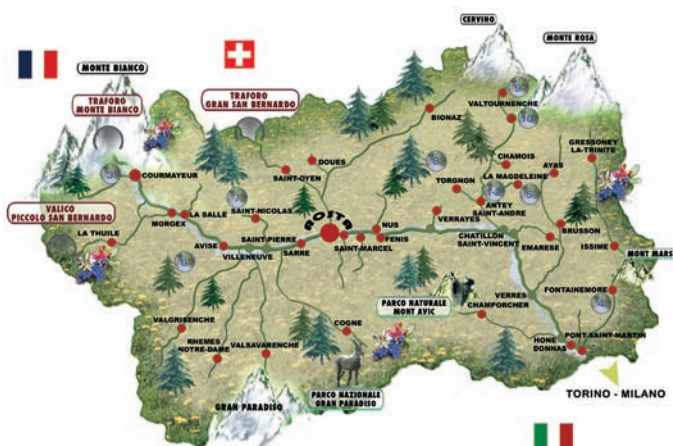 CERVINO
MONTE ROSA
MONTE BIANCO
TRAFORO
MONTE BIANCO
TRAFORO
GRAN SAN BERNARDO
9
VALTOURNENCHE
10
BIONAZ
GRESSONEY
LA-TRINITE
DOUES
SAINT-OYEN
CHAMOIS
AYAS
3
COURMAYEUR
TORGNON
LA MAGDELEINE
VALICO
PICCOLO SAN BERNARDO
LA SALLE
MORGEX
SAINT-NICOLAS
AOSTA
ANTEY
SAINT-ANDRE
NUS
VERRAYES
BRUSSON
LA THUILE
AVISE
SAINT-PIERRE
FENIS
SAINT-MARCEL
CHATILLON
SAINT-VINCENT
EMARESE
ISSIME
VILLENEUVE
SARRE
MONT MARS
PARCO NATURALE
MONT AVIC
VERRES
CHAMPORCHER
FONTAINEMORE
4
VALGRISENCHE
COGNE
RHEMES
NOTRE-DAME
VALSAVARENCHE
HONE
DONNAS
PONT-SAINT-MARTIN
GRAN PARADISO
PARCO NAZIONALE
GRAN PARADISO
TORINO - MILANO